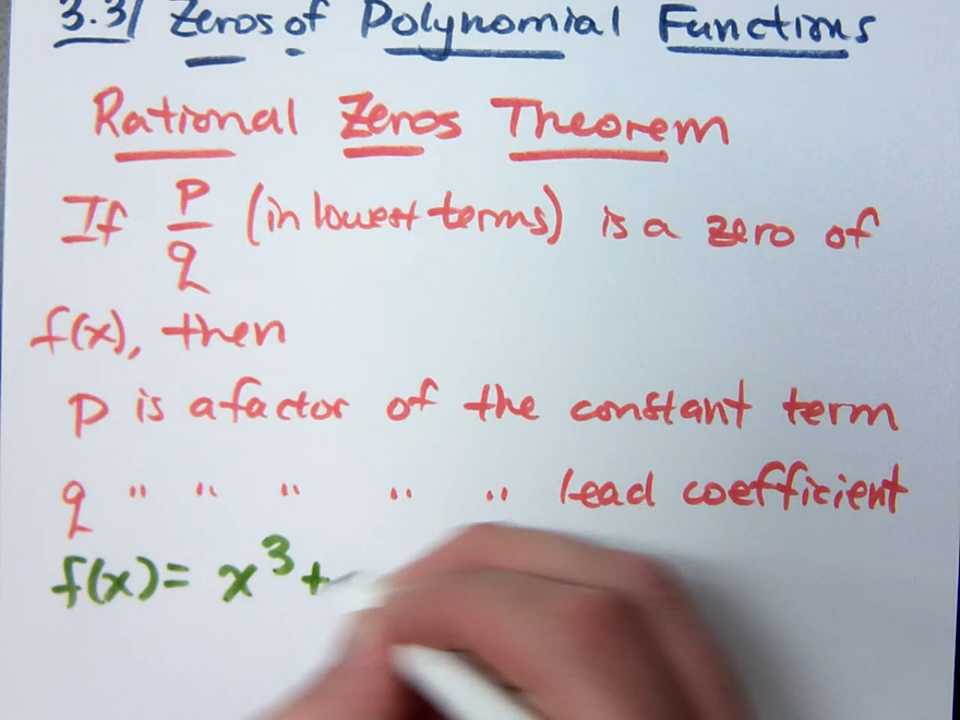 3.3/ Zeros of Polynomial Functions
Rational Zeros Theorem
If p/q (in lowest terms) is a zero of
f(x), then
p is a factor of the constant term
q " " " " " lead coefficient
f(x) = x³ +